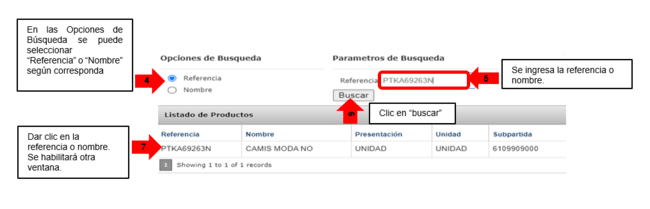 En las Opciones de
Búsqueda se puede
seleccionar
"Referencia" o "Nombre"
según corresponda
Opciones de Busqueda
Parametros de Busqueda
4
Referencia
Nombre
Referencia PTKA69263N
5
Se ingresa la referencia o
nombre.
Buscar
6
Clic en "buscar"
Listado de Productos
Dar clic en la
referencia o nombre.
Se habilitará otra
ventana.
7
Referencia Nombre Presentación Unidad Subpartida
PTKA69263N CAMIS MODA NO UNIDAD UNIDAD 6109909000
1 Showing 1 to 1 of 1 records